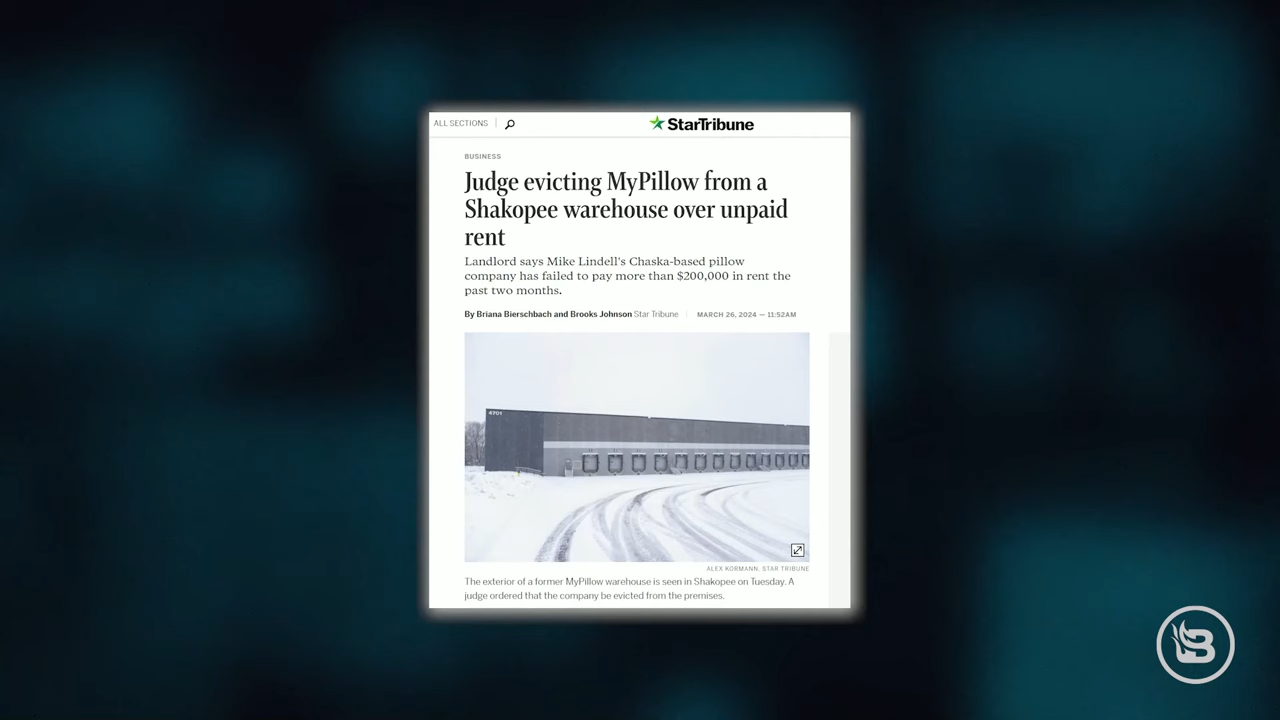 ALL SECTIONS
StarTribune
BUSINESS
Judge evicting MyPillow from a
Shakopee warehouse over unpaid
rent
Landlord says Mike Lindell's Chaska-based pillow
company has failed to pay more than $200,000 in rent the
past two months.
By Briana Bierschbach and Brooks Johnson Star Tribune MARCH 26, 2024 — 11:52AM
4701
ALEX KORMANN, STAR TRIBUNE
The exterior of a former MyPillow warehouse is seen in Shakopee on Tuesday. A
judge ordered that the company be evicted from the premises.
B